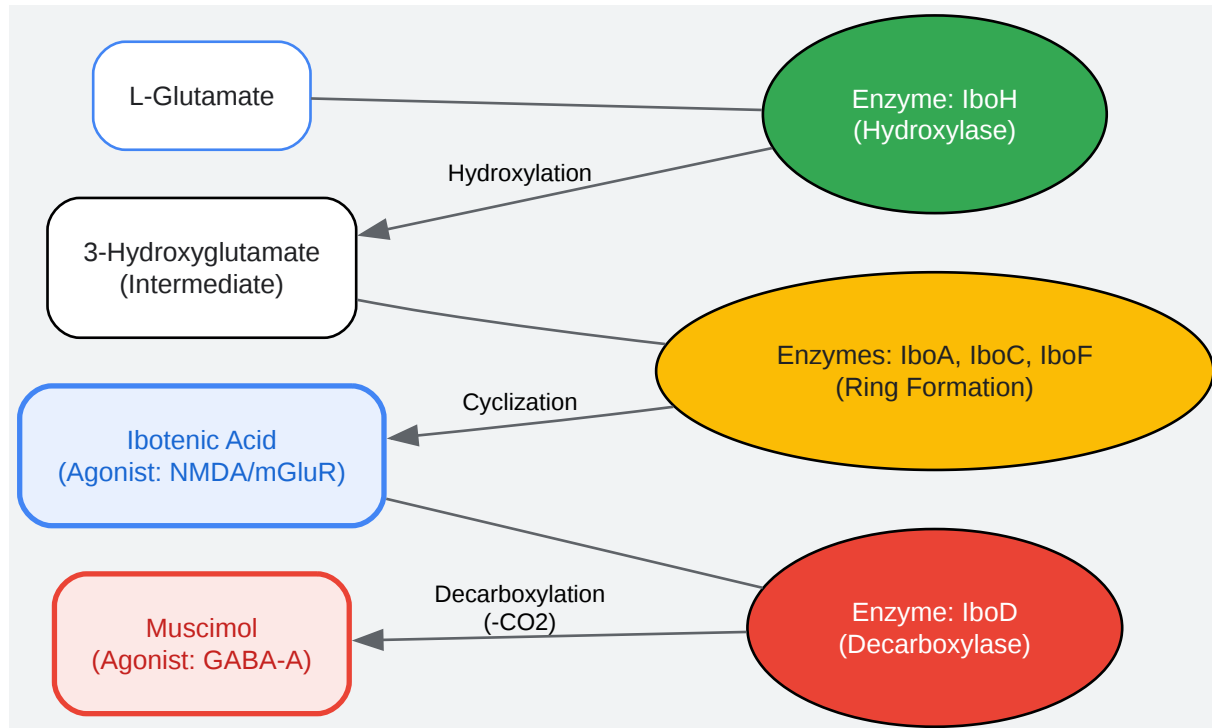 L-Glutamate
Enzyme: IboH
(Hydroxylase)
Hydroxylation
3-Hydroxyglutamate
(Intermediate)
Enzymes: IboA, IboC, IboF
(Ring Formation)
Cyclization
Ibotenic Acid
(Agonist: NMDA/mGluR)
Decarboxylation
(-CO2)
Muscimol
(Agonist: GABA-A)
Enzyme: IboD
(Decarboxylase)